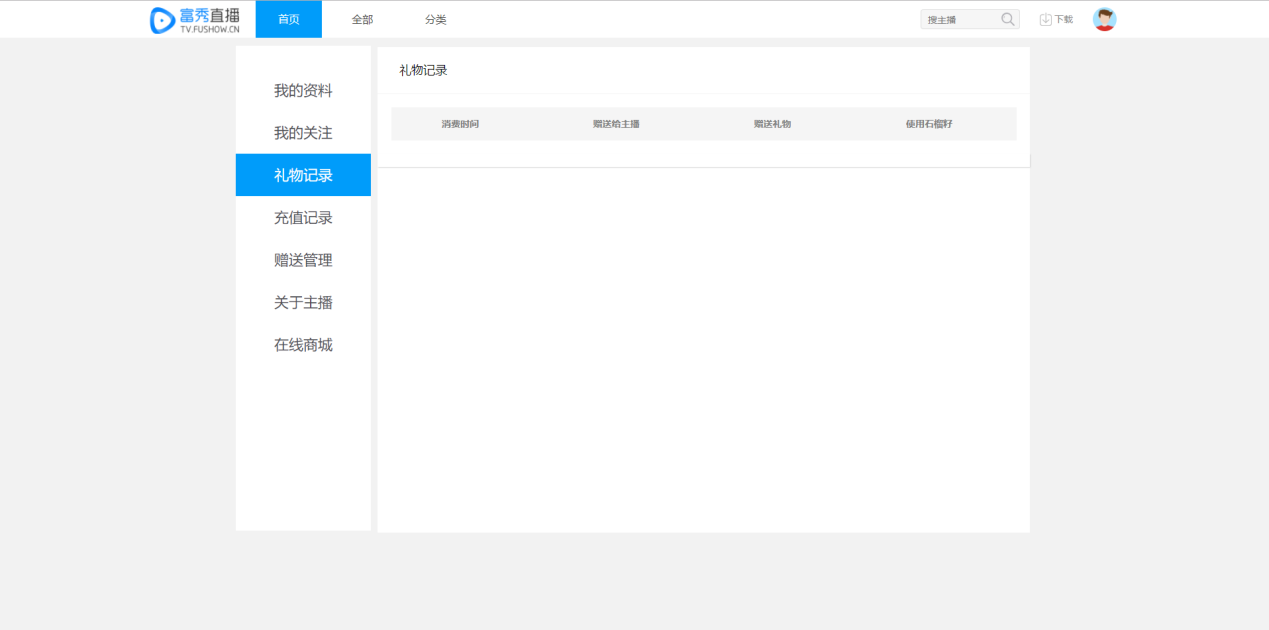 富秀直播
TV.FUSHOW.CN
首页 全部 分类 搜主播 下载
我的资料
我的关注
礼物记录
充值记录
赠送管理
关于主播
在线商城
礼物记录
消费时间 赠送给主播 赠送礼物 使用石榴籽